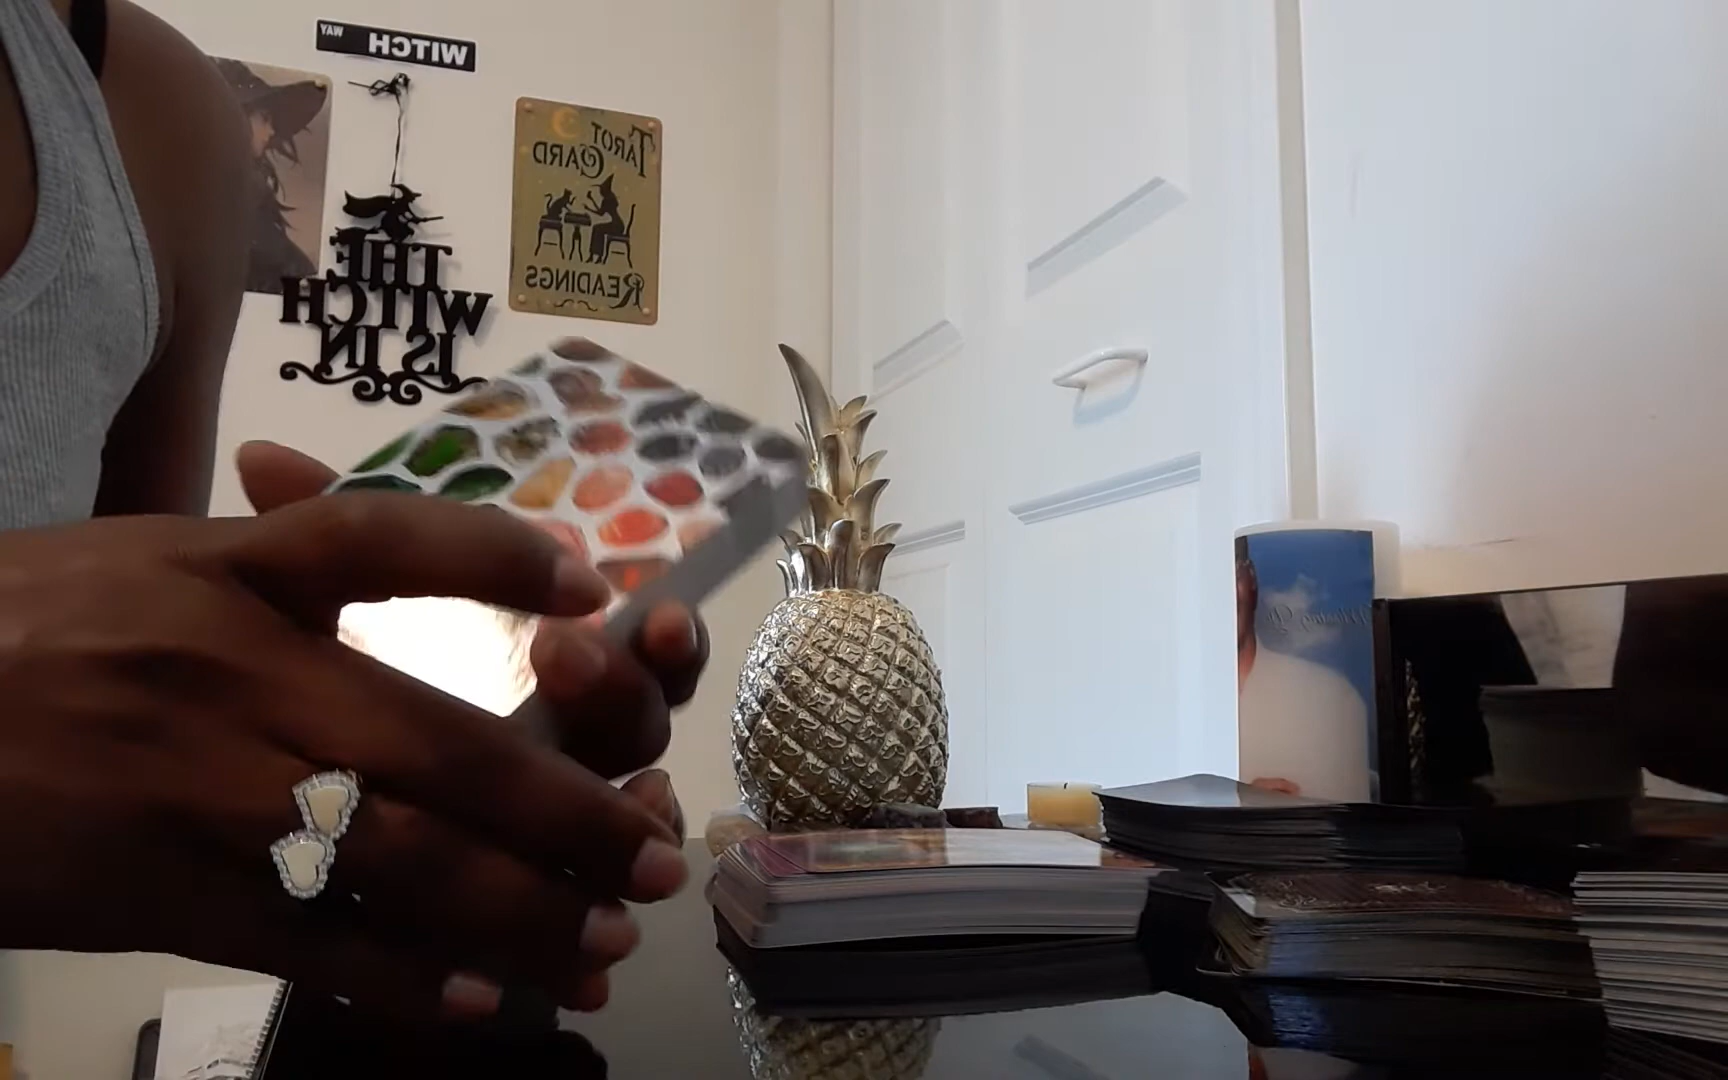 WITCH WAY
THE
WITCH
IS IN
TAROT
CARD
READINGS